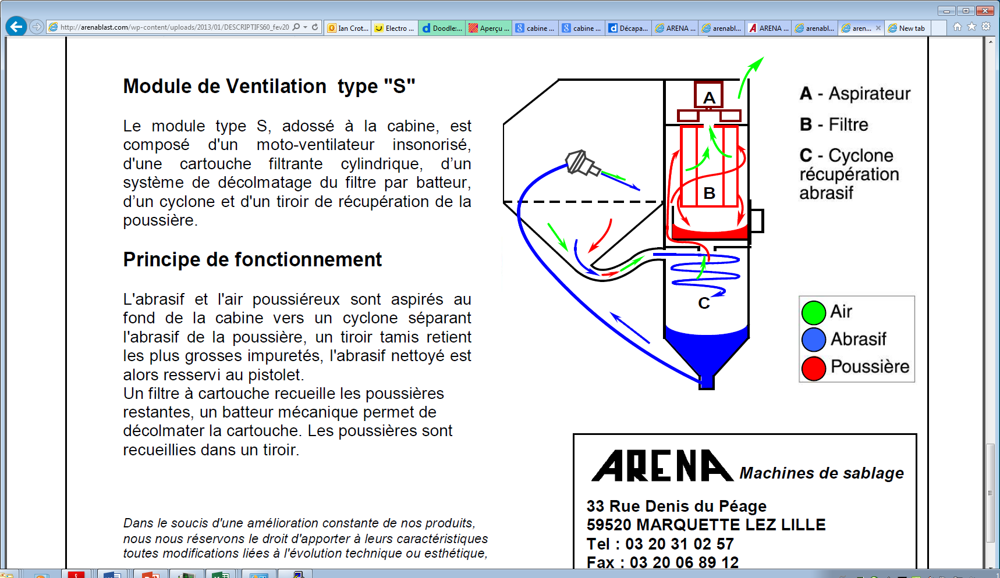 http://arenablast.com/wp-content/uploads/2013/01/DESCRIPTIFS60_fev20
Ian Crot...
Electro ...
Doodle:...
Aperçu ...
cabine ...
cabine ...
Décapa...
ARENA ...
arenabl...
ARENA ...
arenabl...
aren...
New tab
Module de Ventilation  type "S"
Le module type S, adossé à la cabine, est
composé d'un moto-ventilateur insonorisé,
d'une cartouche filtrante cylindrique, d’un
système de décolmatage du filtre par batteur,
d’un cyclone et d'un tiroir de récupération de la
poussière.
Principe de fonctionnement
L'abrasif et l'air poussiéreux sont aspirés au
fond de la cabine vers un cyclone séparant
l'abrasif de la poussière, un tiroir tamis retient
les plus grosses impuretés, l'abrasif nettoyé est
alors resservi au pistolet.
Un filtre à cartouche recueille les poussières
restantes, un batteur mécanique permet de
décolmater la cartouche. Les poussières sont
recueillies dans un tiroir.
Dans le soucis d'une amélioration constante de nos produits,
nous nous réservons le droit d'apporter à leurs caractéristiques
toutes modifications liées à l'évolution technique ou esthétique,
A
B
C
A - Aspirateur
B - Filtre
C - Cyclone
récupération
abrasif
Air
Abrasif
Poussière
ARENA Machines de sablage
33 Rue Denis du Péage
59520 MARQUETTE LEZ LILLE
Tel : 03 20 31 02 57
Fax : 03 20 06 89 12